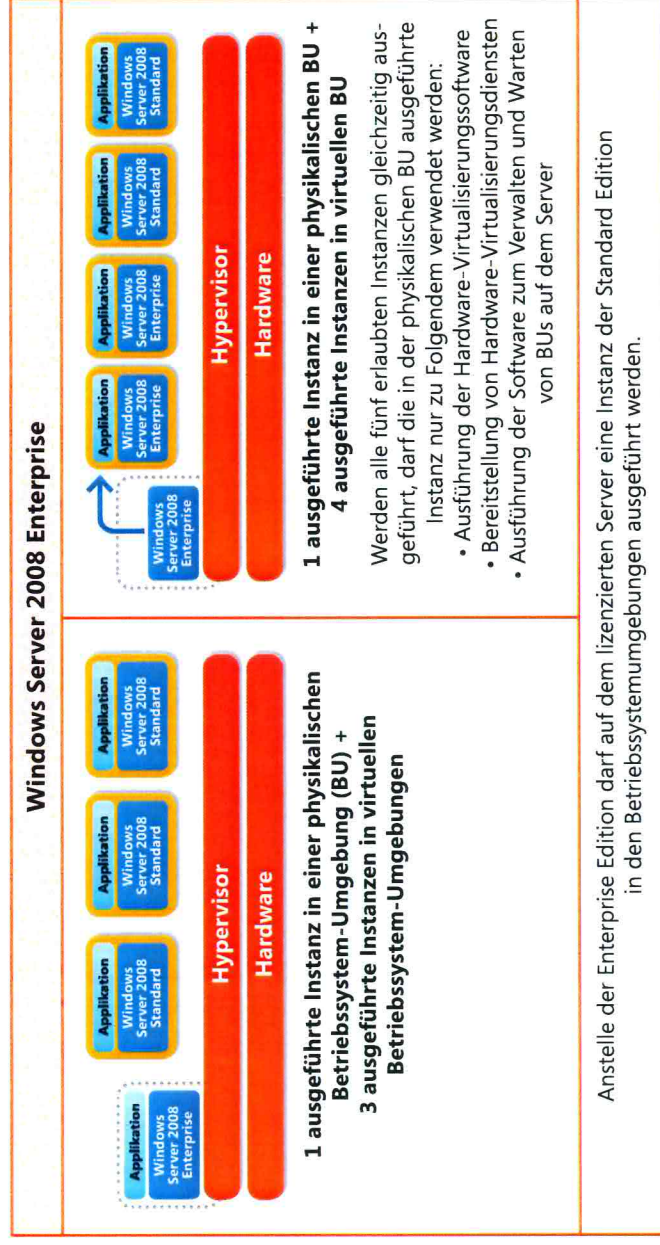 Windows Server 2008 Enterprise
Applikation
Windows
Server 2008
Enterprise
Applikation
Windows
Server 2008
Standard
Applikation
Windows
Server 2008
Standard
Applikation
Windows
Server 2008
Standard
Hypervisor
Hardware
1 ausgeführte Instanz in einer physikalischen
Betriebssystem-Umgebung (BU) +
3 ausgeführte Instanzen in virtuellen
Betriebssystem-Umgebungen
Windows
Server 2008
Enterprise
Applikation
Windows
Server 2008
Enterprise
Applikation
Windows
Server 2008
Enterprise
Applikation
Windows
Server 2008
Standard
Applikation
Windows
Server 2008
Standard
Hypervisor
Hardware
1 ausgeführte Instanz in einer physikalischen BU +
4 ausgeführte Instanzen in virtuellen BU
Werden alle fünf erlaubten Instanzen gleichzeitig aus-
geführt, darf die in der physikalischen BU ausgeführte
Instanz nur zu Folgendem verwendet werden:
• Ausführung der Hardware-Virtualisierungssoftware
• Bereitstellung von Hardware-Virtualisierungsdiensten
• Ausführung der Software zum Verwalten und Warten
von BUs auf dem Server
Anstelle der Enterprise Edition darf auf dem lizenzierten Server eine Instanz der Standard Edition
in den Betriebssystemumgebungen ausgeführt werden.